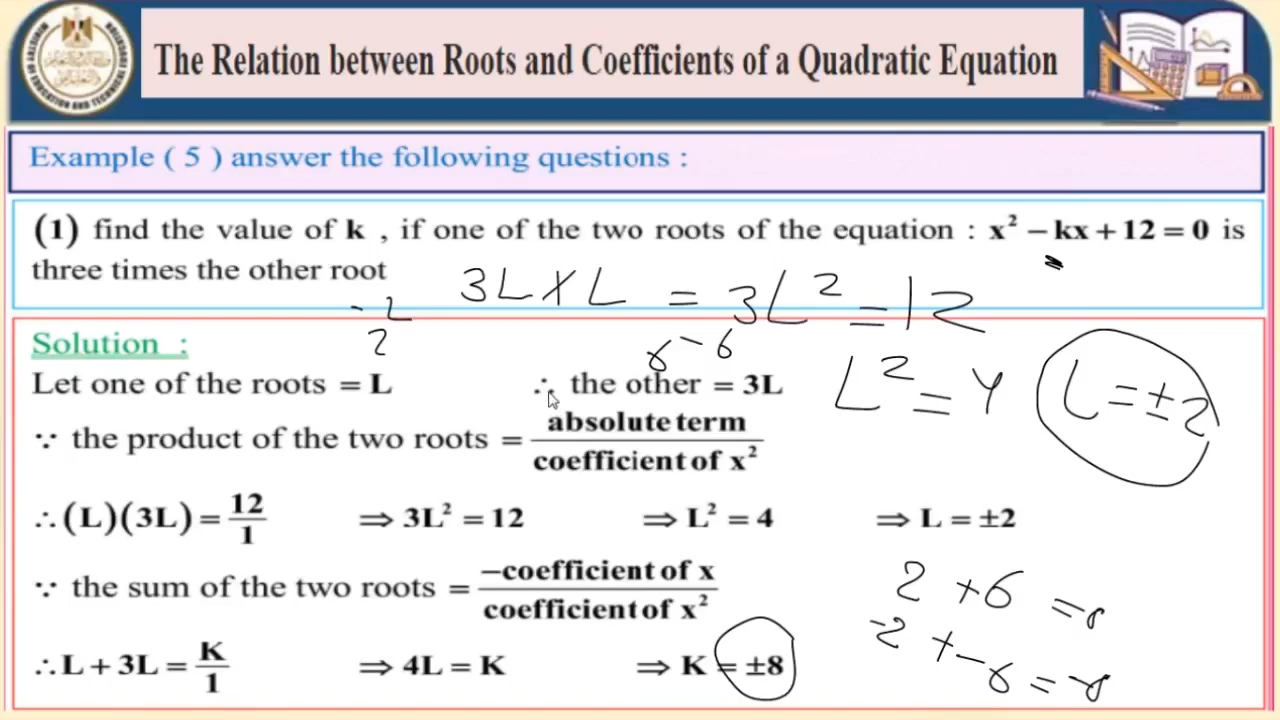 The Relation between Roots and Coefficients of a Quadratic Equation
Example ( 5 ) answer the following questions :
(1) find the value of k , if one of the two roots of the equation : x² − kx + 12 = 0 is
three times the other root
3L × L = 3L² = 12
-2
2
6 -6
L² = 4
L = ±2
Solution :
Let one of the roots = L ∴ the other = 3L
∵ the product of the two roots = absolute term / coefficient of x²
∴ (L)(3L) = 12/1 ⇒ 3L² = 12 ⇒ L² = 4 ⇒ L = ±2
∵ the sum of the two roots = −coefficient of x / coefficient of x²
∴ L + 3L = K/1 ⇒ 4L = K ⇒ K = ±8
2 + 6 = 8
-2 + -6 = -8